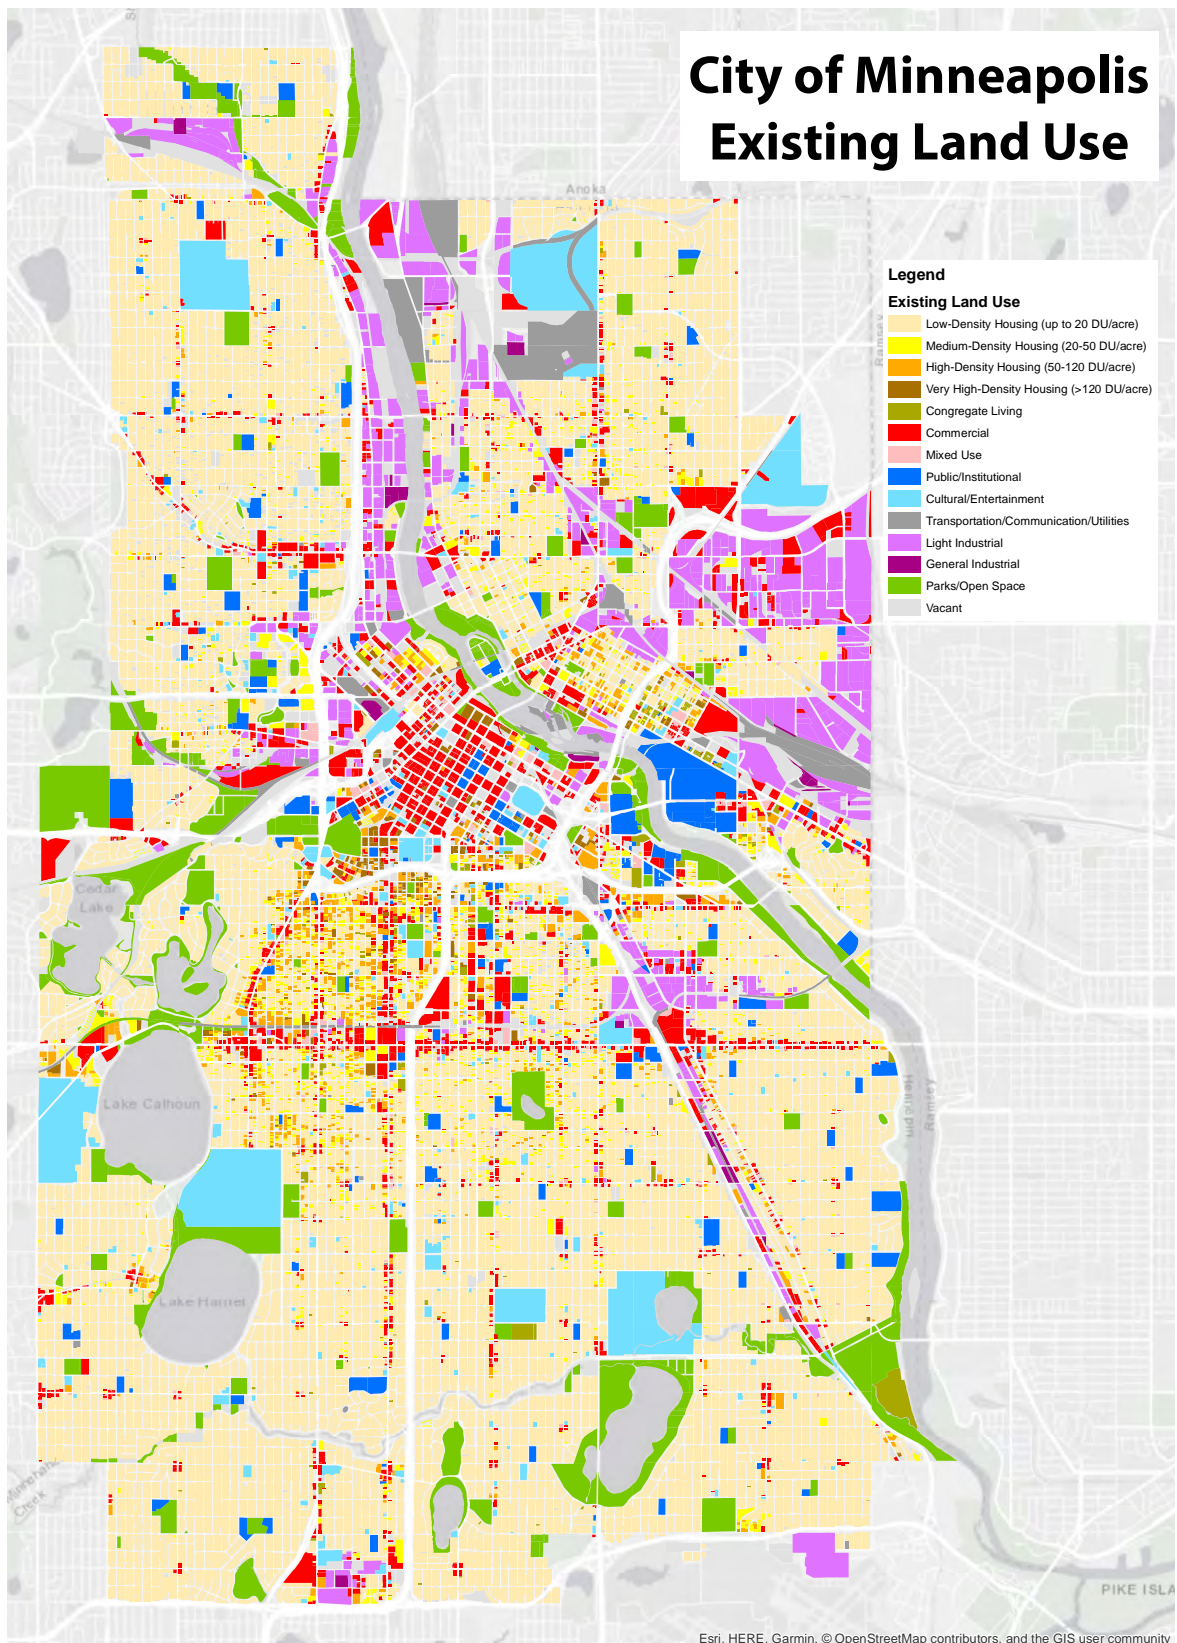 City of Minneapolis
Existing Land Use
Anoka
Legend
Existing Land Use
Low-Density Housing (up to 20 DU/acre)
Medium-Density Housing (20-50 DU/acre)
High-Density Housing (50-120 DU/acre)
Very High-Density Housing (>120 DU/acre)
Congregate Living
Commercial
Mixed Use
Public/Institutional
Cultural/Entertainment
Transportation/Communication/Utilities
Light Industrial
General Industrial
Parks/Open Space
Vacant
Ramsey
Cedar
Lake
Lake Calhoun
Hennepin
Ramsey
Lake Harriet
Minnehaha
Creek
PIKE ISLA
Esri, HERE, Garmin, © OpenStreetMap contributors, and the GIS user community